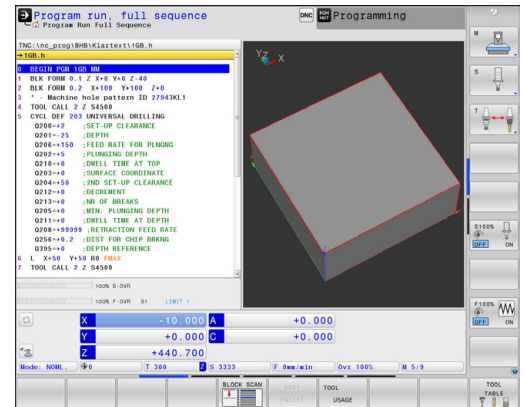 Program run, full sequence
Program Run Full Sequence
DNC
PGM MGT
Programming
TNC:\nc_prog\BHB\Klartext\1GB.h
→1GB.h
0 BEGIN PGM 1GB MM
1 BLK FORM 0.1 Z X+0 Y+0 Z-40
2 BLK FORM 0.2 X+100 Y+100 Z+0
3 * - Machine hole pattern ID 27943KL1
4 TOOL CALL 2 Z S4500
5 CYCL DEF 203 UNIVERSAL DRILLING
Q200=+2 ;SET-UP CLEARANCE
Q201=-25 ;DEPTH
Q206=+150 ;FEED RATE FOR PLNGNG
Q202=+5 ;PLUNGING DEPTH
Q210=+0 ;DWELL TIME AT TOP
Q203=+0 ;SURFACE COORDINATE
Q204=+50 ;2ND SET-UP CLEARANCE
Q212=+0 ;DECREMENT
Q213=+0 ;NR OF BREAKS
Q205=+0 ;MIN. PLUNGING DEPTH
Q211=+0 ;DWELL TIME AT DEPTH
Q208=+99999 ;RETRACTION FEED RATE
Q256=+0.2 ;DIST FOR CHIP BRKNG
Q395=+0 ;DEPTH REFERENCE
6 L X+50 Y+50 R0 FMAX
7 TOOL CALL 2 Z S4500
Y Z X
100% S-OVR
100% F-OVR S1 LIMIT 1
X -10.000 A +0.000
Y +0.000 C +0.000
Z +440.700
Mode: NOML. 0 T 300 Z S 3333 F 0mm/min Ovr 100% M 5/9
M
S
T
S100%
OFF ON
F100%
OFF ON
BLOCK SCAN
TOOL USAGE
TOOL TABLE